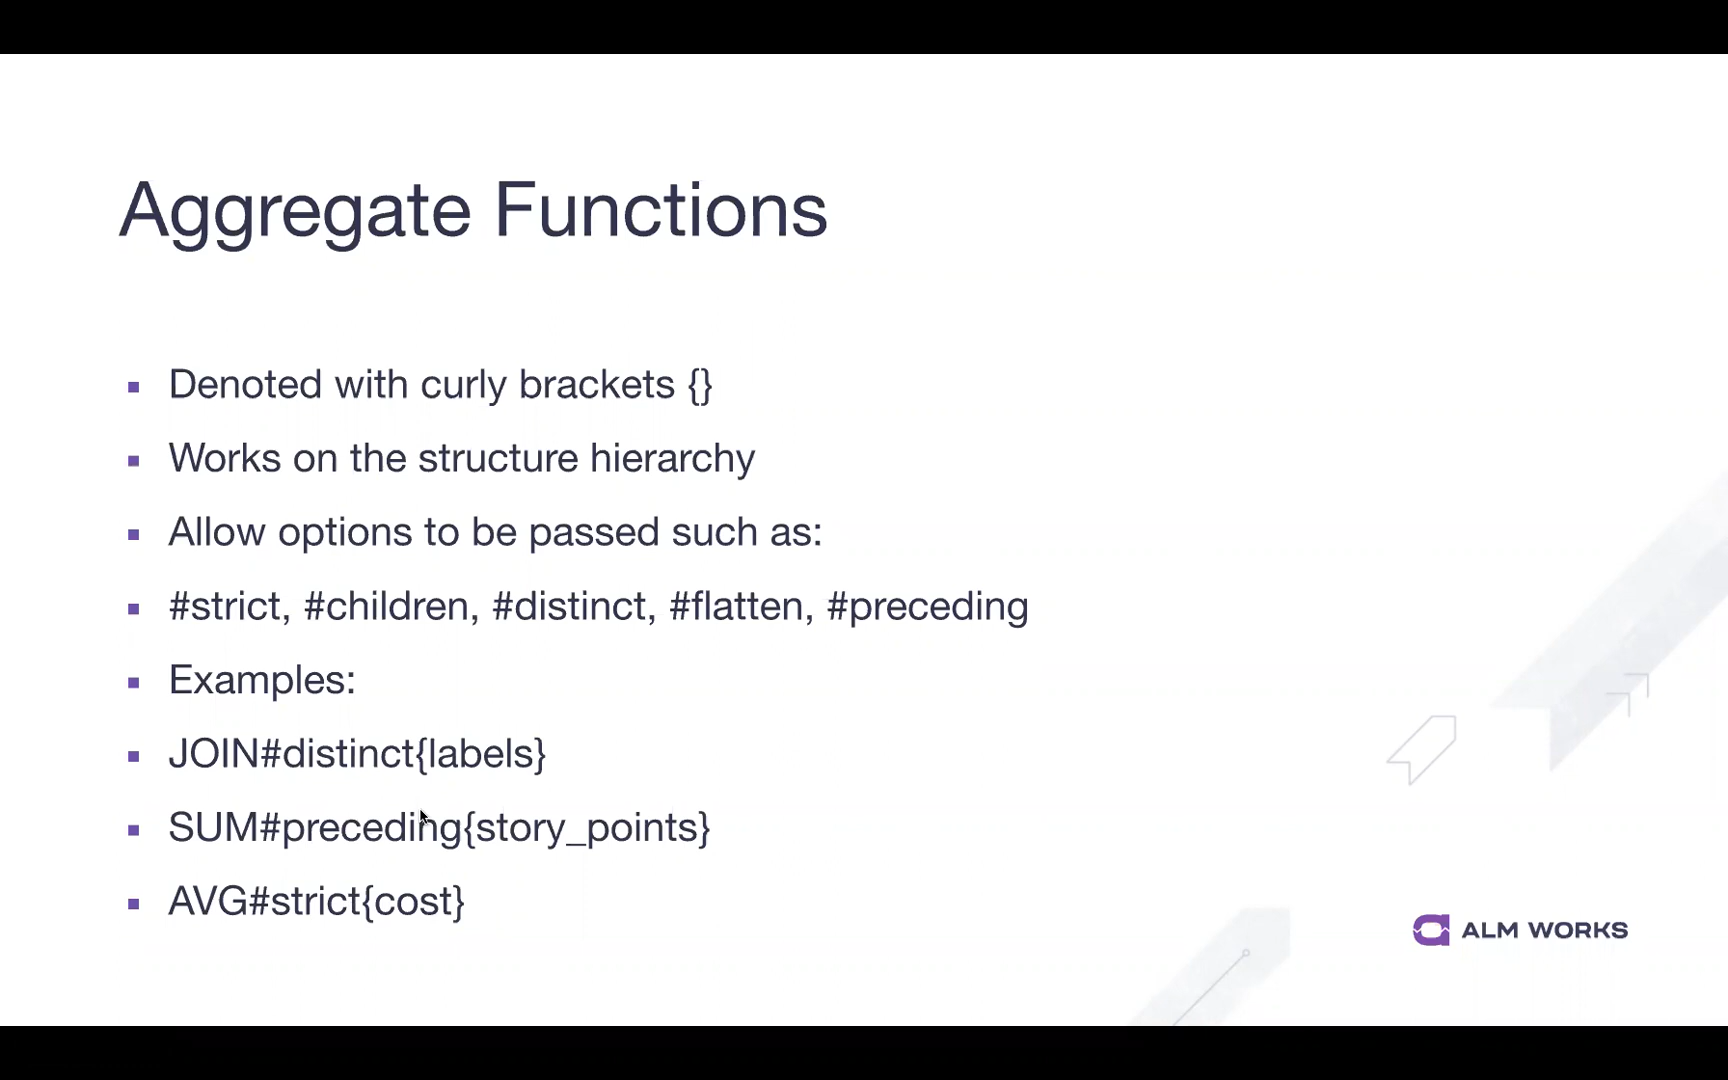 Aggregate Functions
Denoted with curly brackets {}
Works on the structure hierarchy
Allow options to be passed such as:
#strict, #children, #distinct, #flatten, #preceding
Examples:
JOIN#distinct{labels}
SUM#preceding{story_points}
AVG#strict{cost}
ALM WORKS